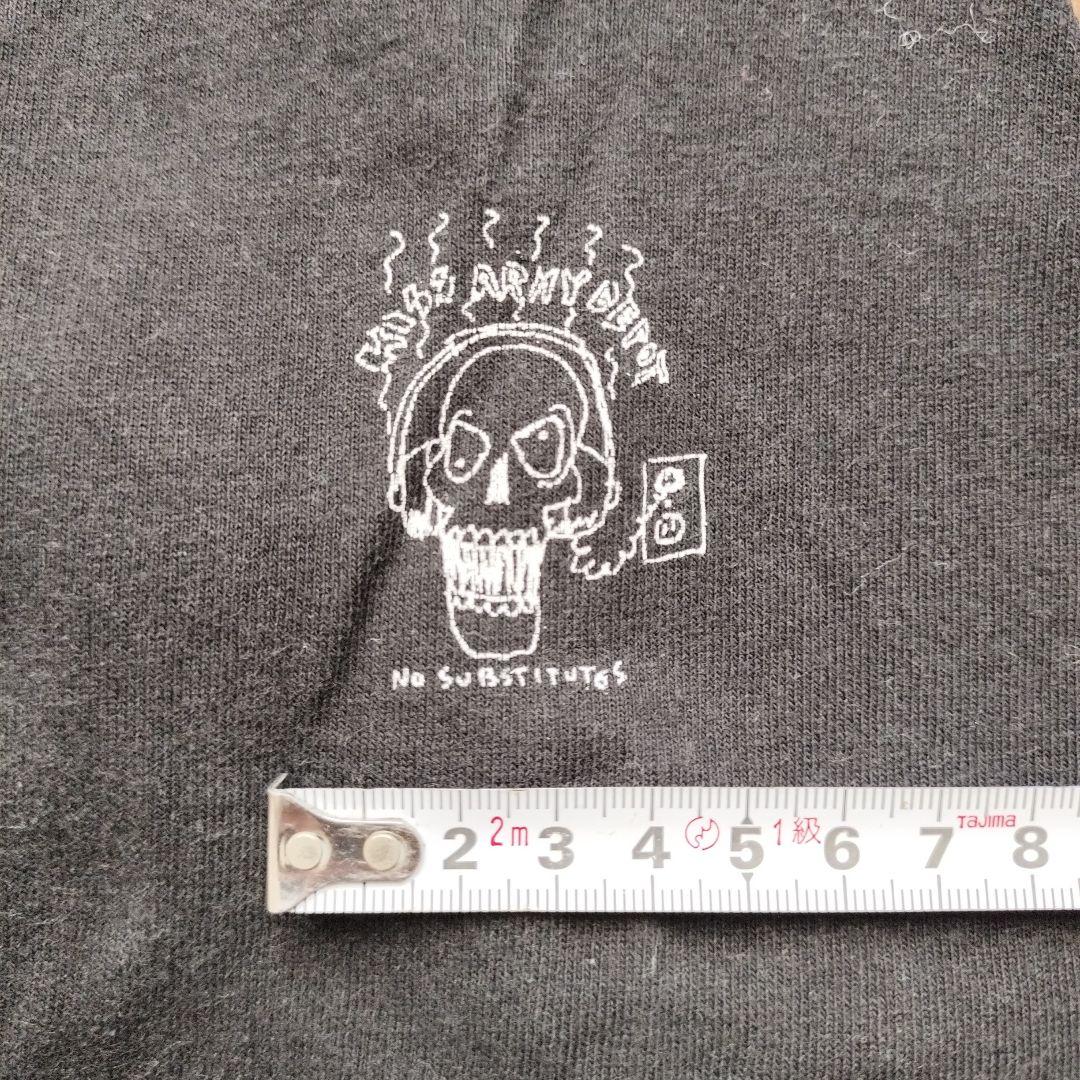 ARMY DEPOT
NO SUBSTITUTES
2 2m 3 4 5 1級 6 7 Tajima 8